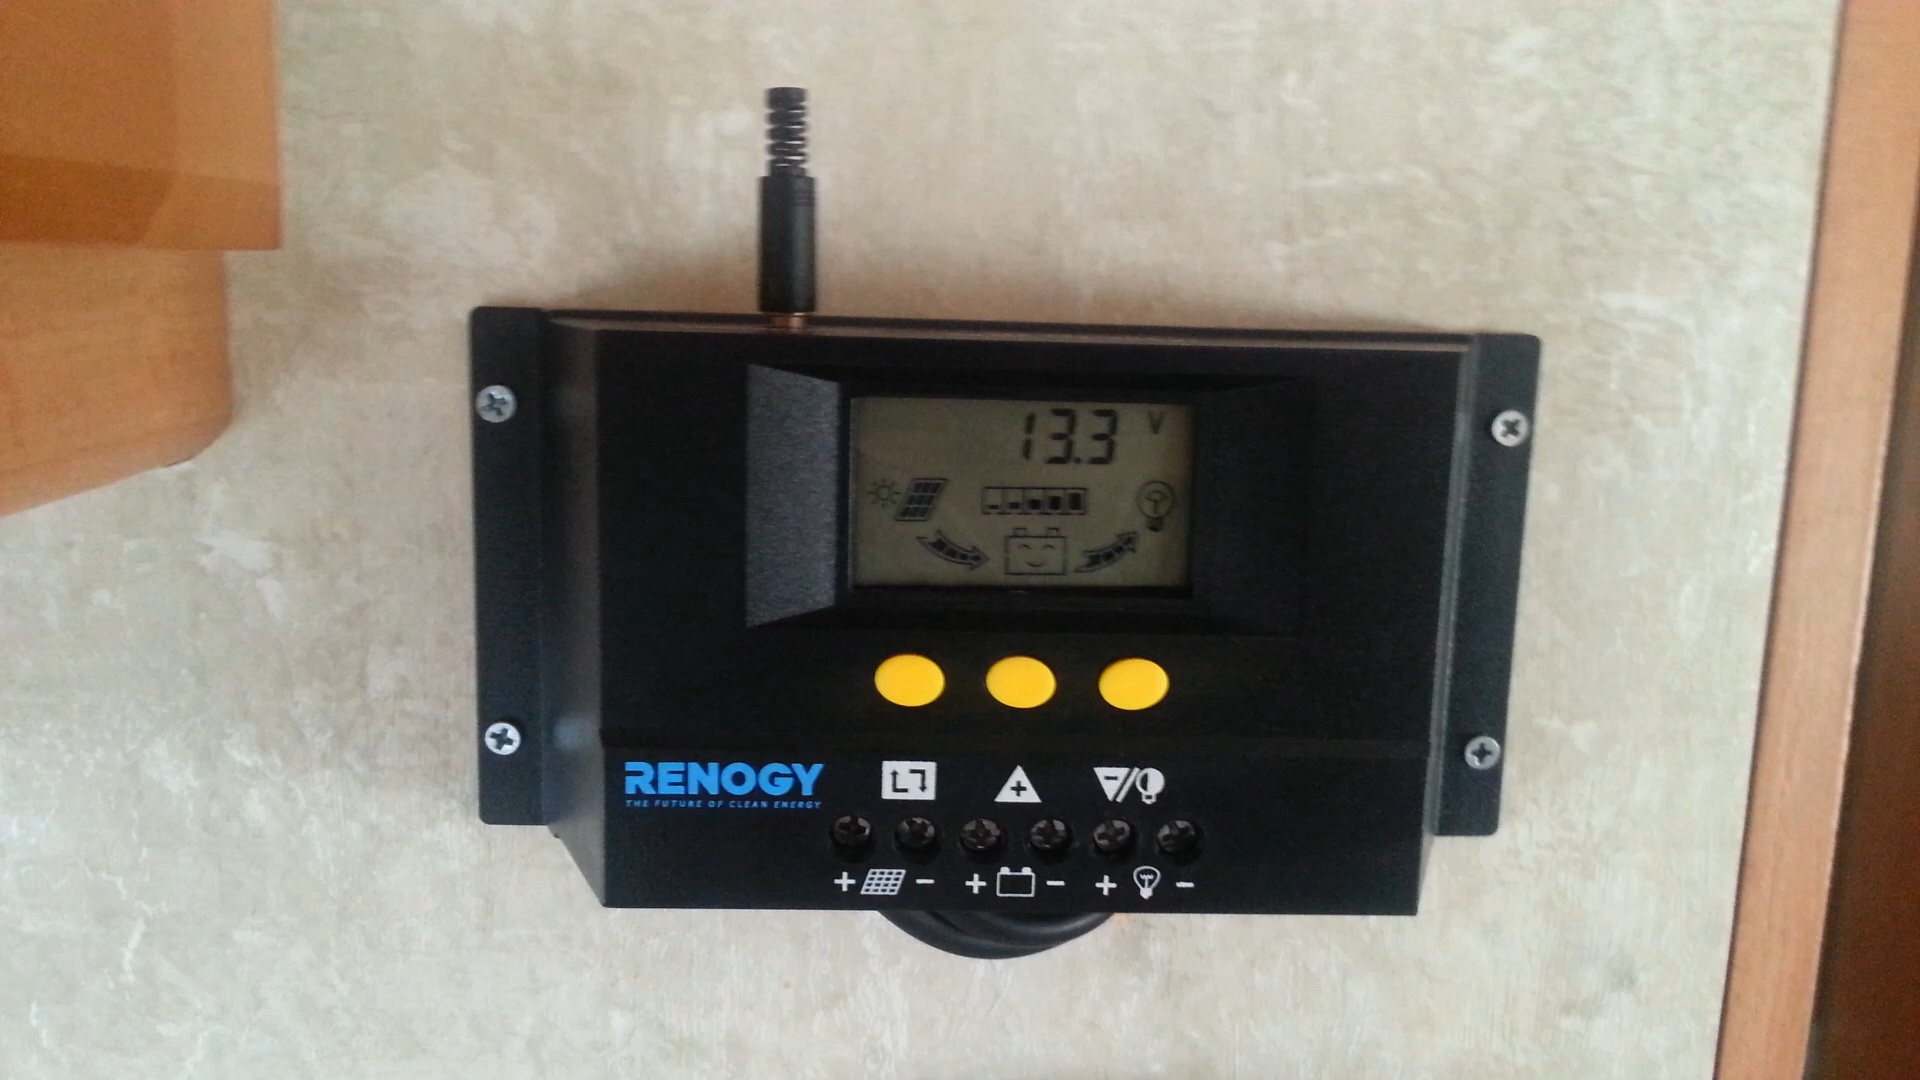 13.3 V
RENOGY
THE FUTURE OF CLEAN ENERGY
+ - + - + -